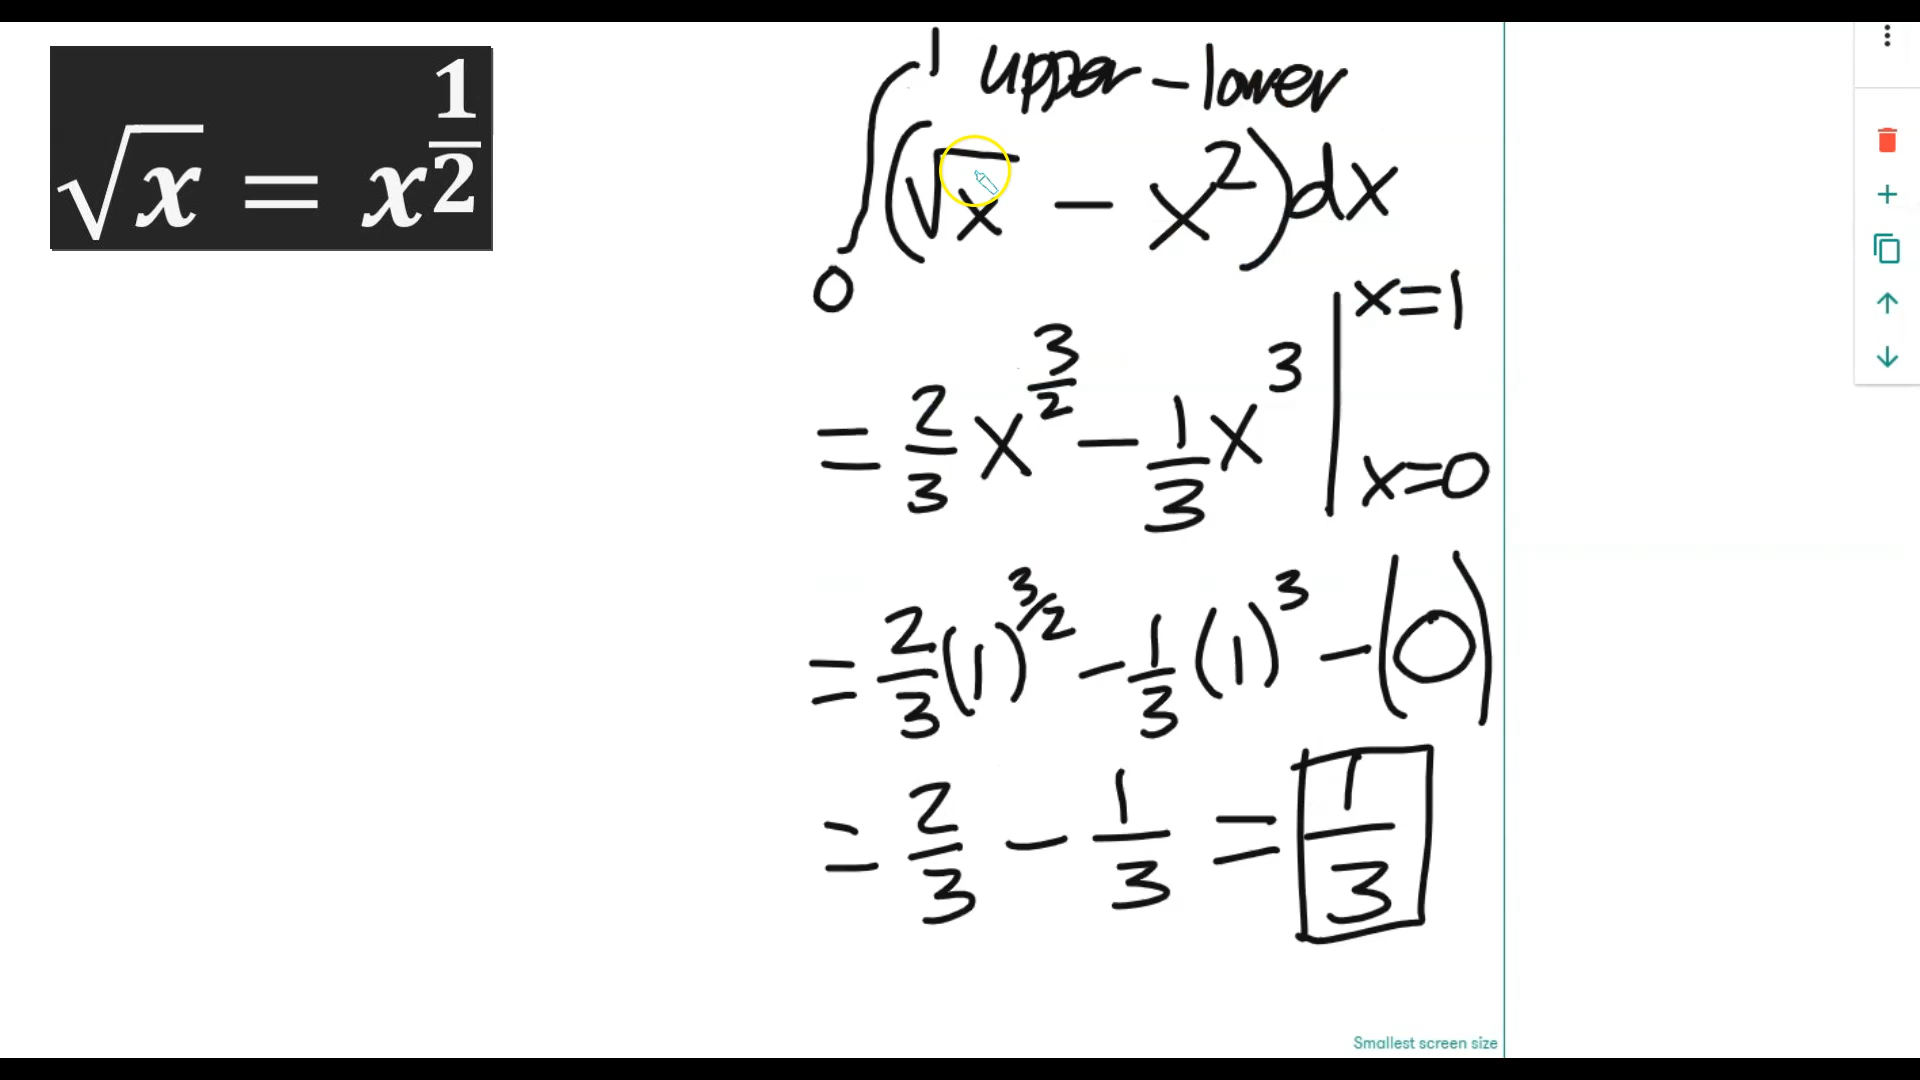 √x = x^(1/2)
upper - lower
∫₀¹ (√x - x²)dx
= 2/3 x^(3/2) - 1/3 x³ | x=1 x=0
= 2/3 (1)^(3/2) - 1/3 (1)³ - (0)
= 2/3 - 1/3 = 1/3
Smallest screen size